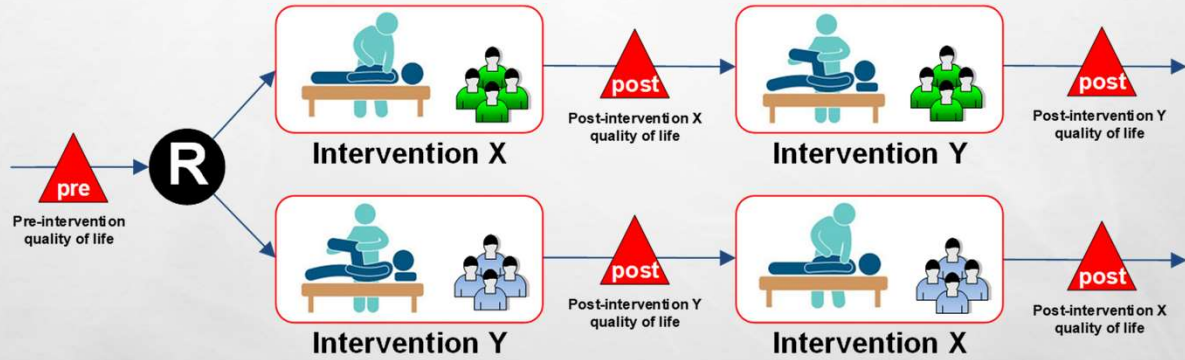 post
post
Post-intervention X
quality of life
Post-intervention Y
quality of life
Intervention X
Intervention Y
pre
R
Pre-intervention
quality of life
post
post
Post-intervention Y
quality of life
Post-intervention X
quality of life
Intervention Y
Intervention X